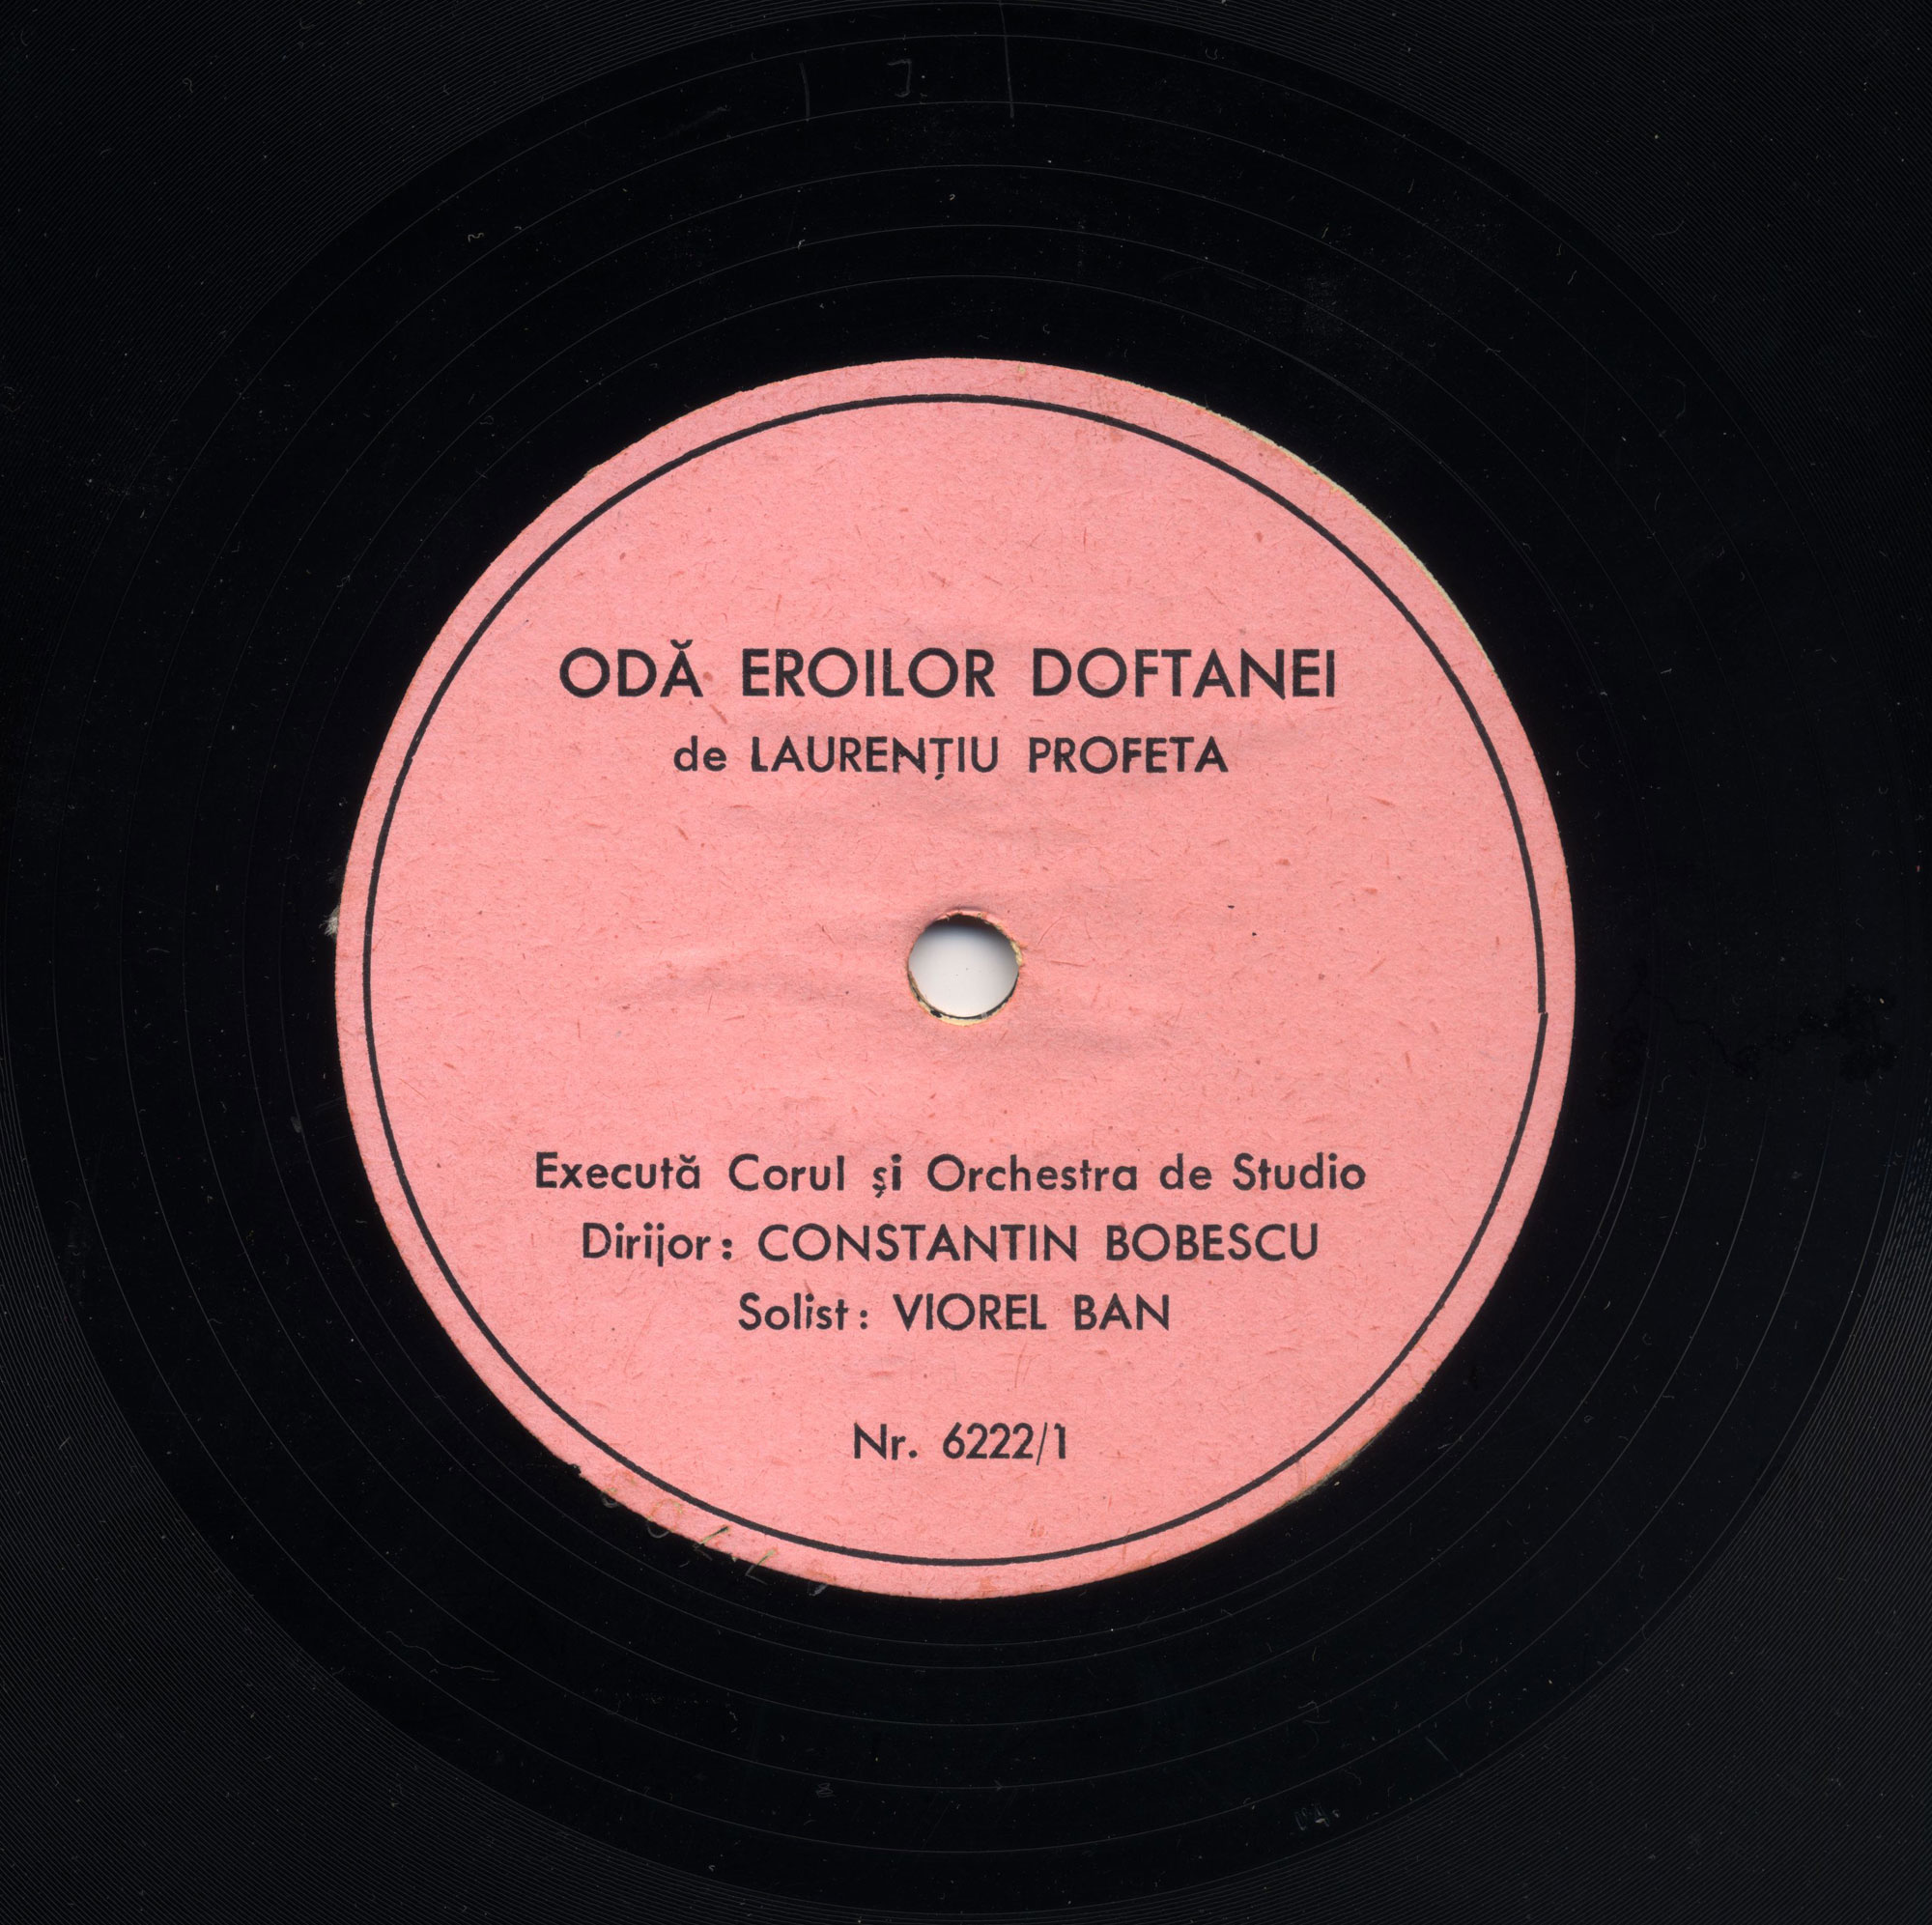 ODĂ EROILOR DOFTANEI
de LAURENȚIU PROFETA
Execută Corul și Orchestra de Studio
Dirijor: CONSTANTIN BOBESCU
Solist: VIOREL BAN
Nr. 6222/1